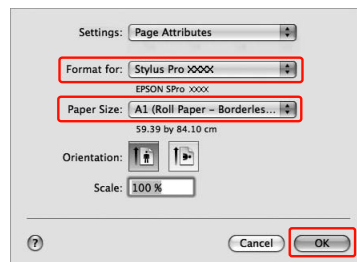 Settings: Page Attributes
Format for: Stylus Pro XXXX
EPSON SPro XXXX
Paper Size: A1 (Roll Paper – Borderles...
59.39 by 84.10 cm
Orientation:
Scale: 100 %
? Cancel OK